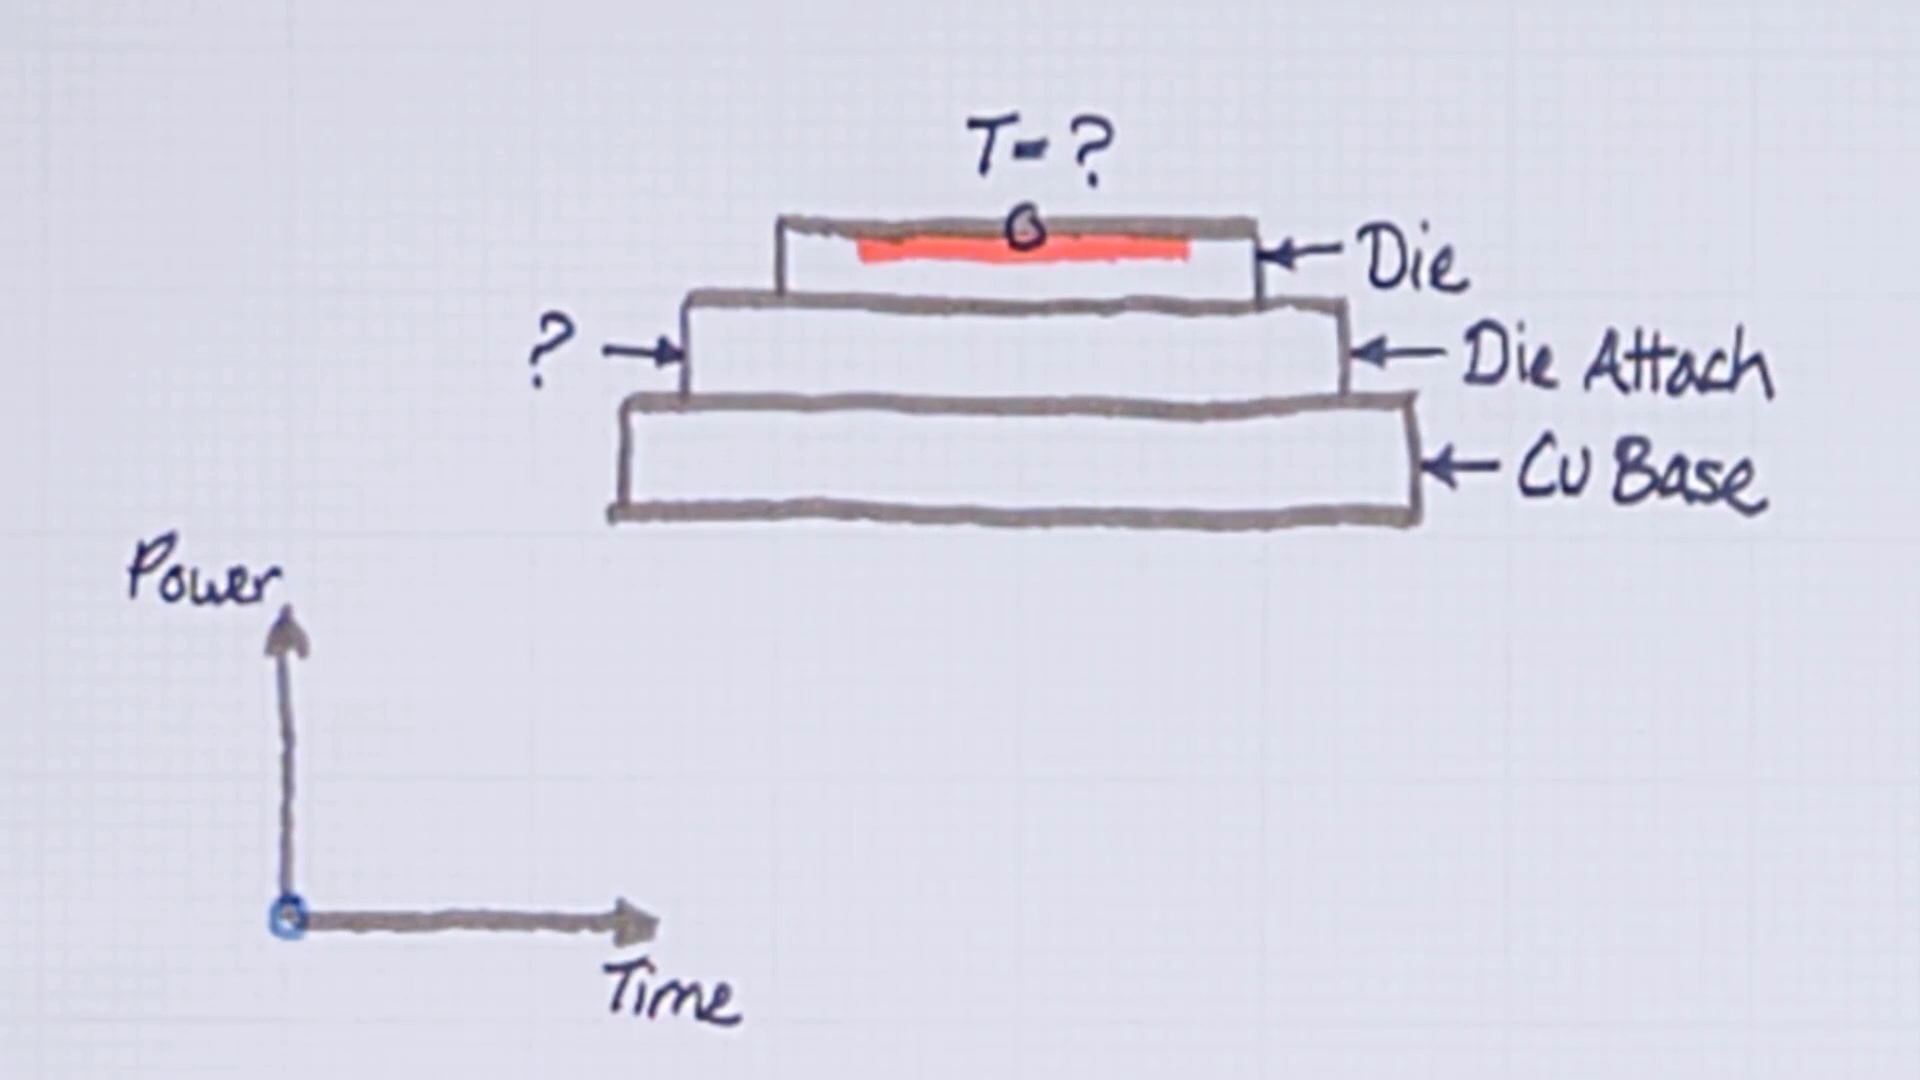 T=?
Die
?
Die Attach
Cu Base
Power
Time